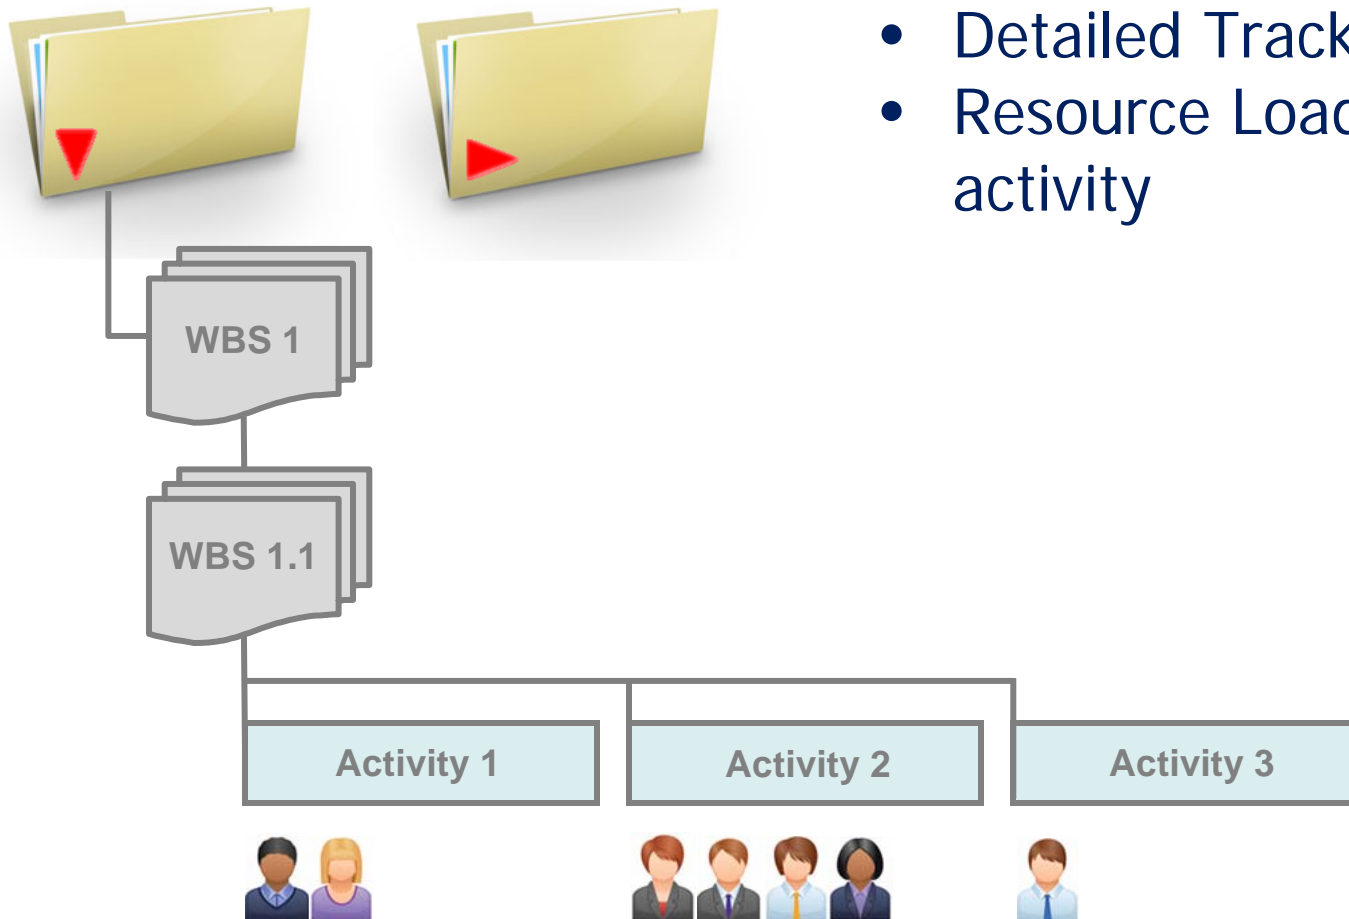 • Detailed Track
• Resource Load
activity
WBS 1
WBS 1.1
Activity 1
Activity 2
Activity 3